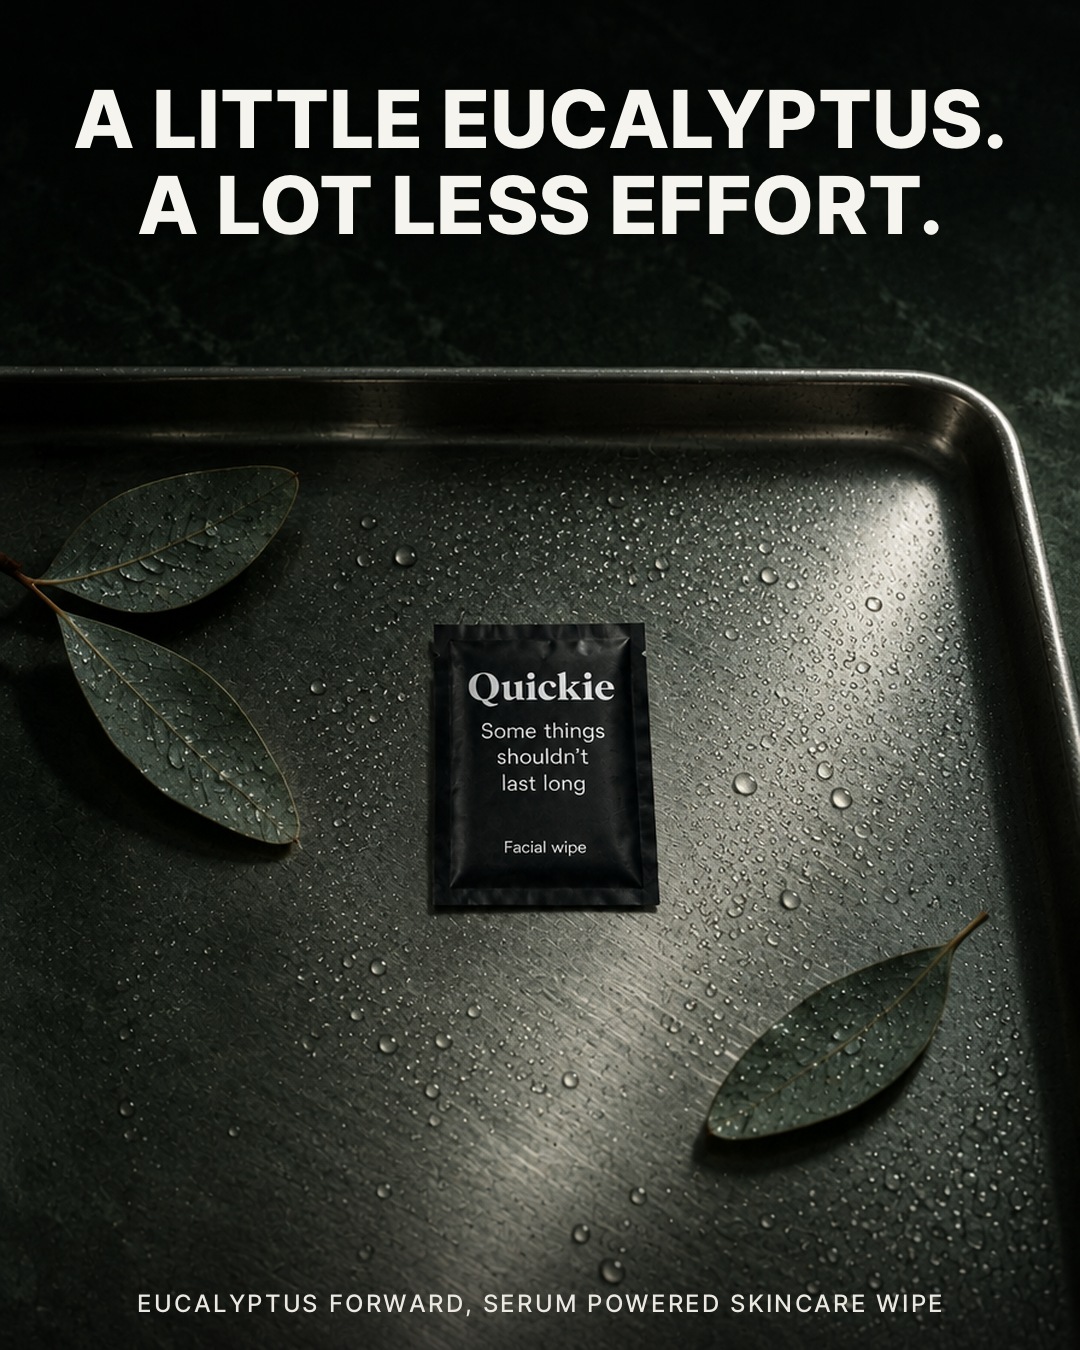 A LITTLE EUCALYPTUS.
A LOT LESS EFFORT.
Quickie
Some things
shouldn't
last long
Facial wipe
EUCALYPTUS FORWARD, SERUM POWERED SKINCARE WIPE